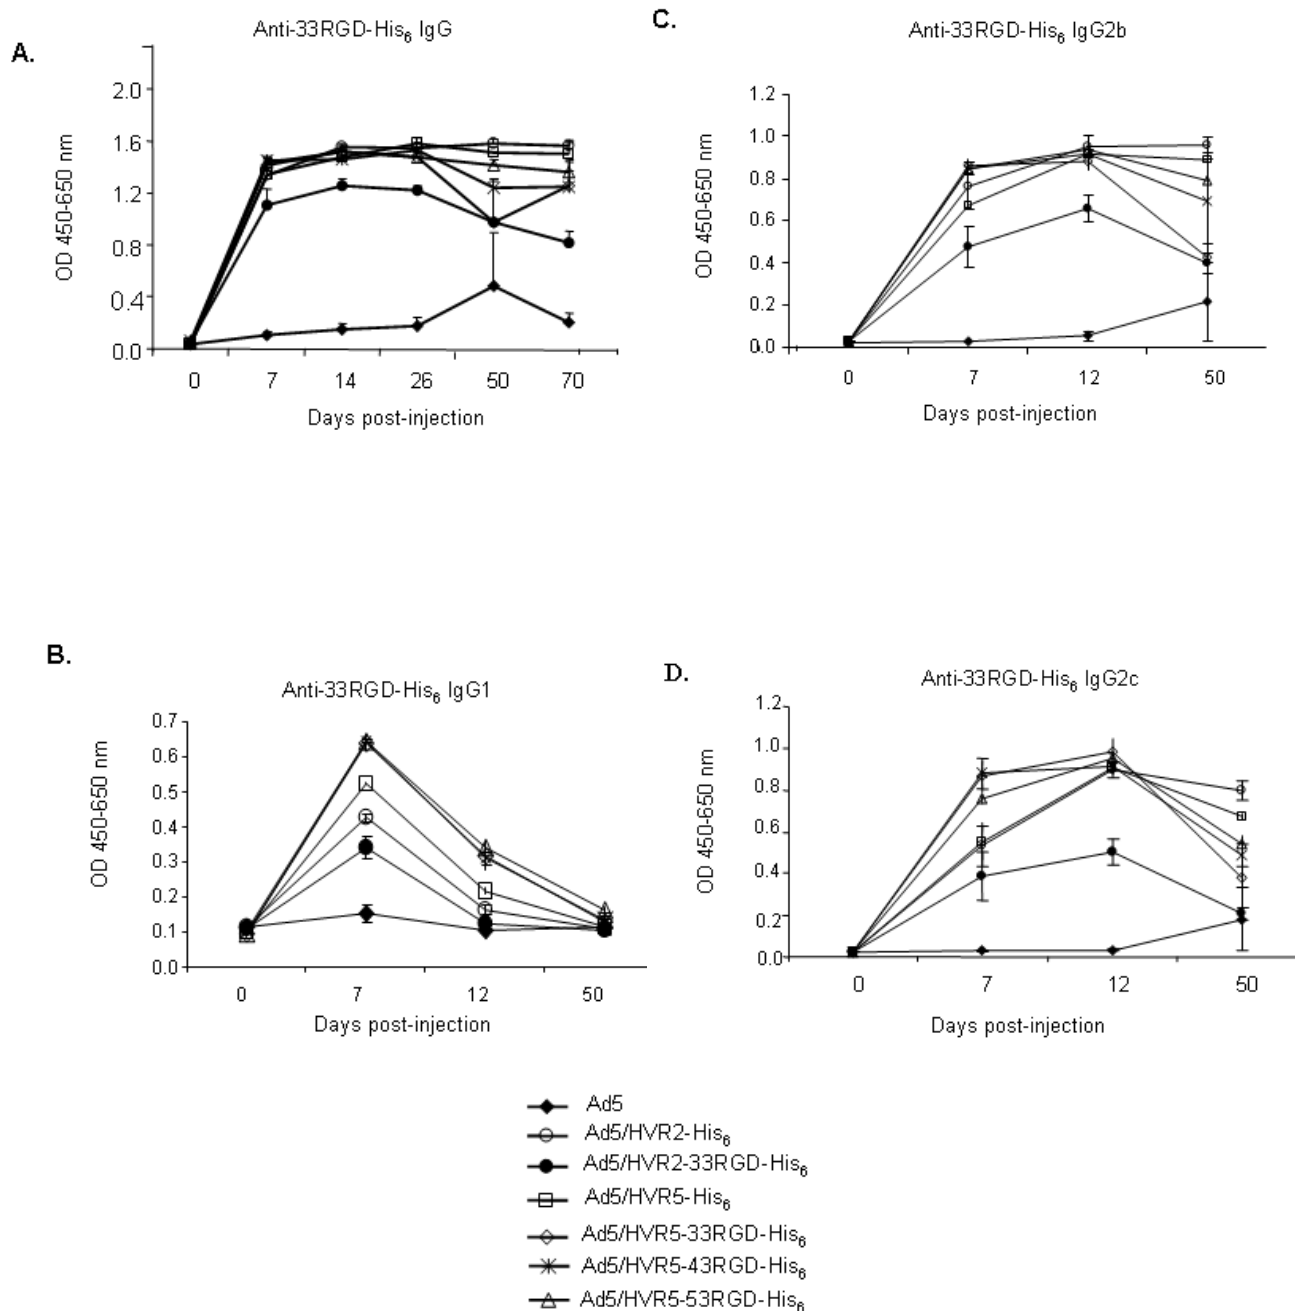 A.
Anti-33RGD-His6 IgG
OD 450-650 nm
2.0
1.6
1.2
0.8
0.4
0.0
0 7 14 26 50 70
Days post-injection
C.
Anti-33RGD-His6 IgG2b
OD 450-650 nm
1.2
1.0
0.8
0.6
0.4
0.2
0.0
0 7 12 50
Days post-injection
B.
Anti-33RGD-His6 IgG1
OD 450-650 nm
0.7
0.6
0.5
0.4
0.3
0.2
0.1
0.0
0 7 12 50
Days post-injection
D.
Anti-33RGD-His6 IgG2c
OD 450-650 nm
1.2
1.0
0.8
0.6
0.4
0.2
0.0
0 7 12 50
Days post-injection
Ad5
Ad5/HVR2-His6
Ad5/HVR2-33RGD-His6
Ad5/HVR5-His6
Ad5/HVR5-33RGD-His6
Ad5/HVR5-43RGD-His6
Ad5/HVR5-53RGD-His6